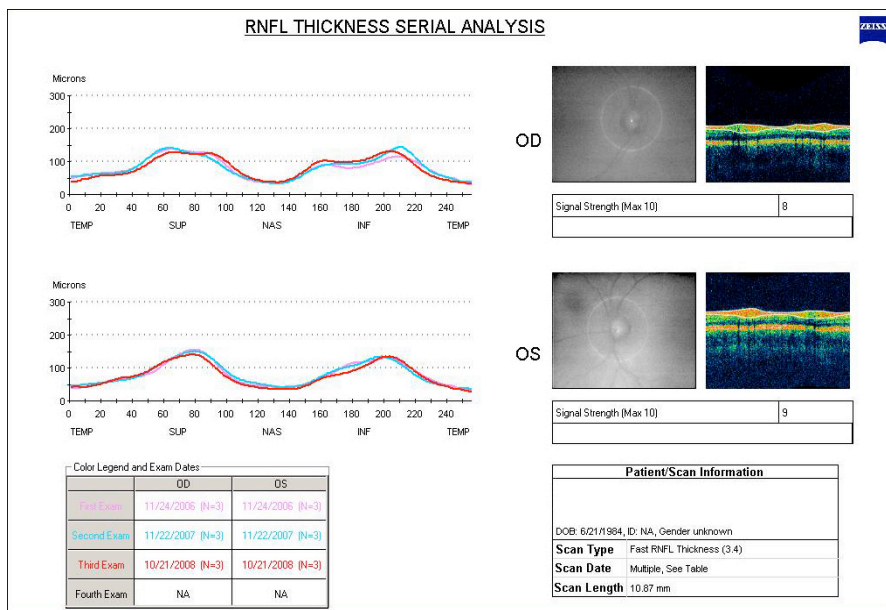 RNFL THICKNESS SERIAL ANALYSIS
ZEISS
Microns
300
200
100
0
0 20 40 60 80 100 120 140 160 180 200 220 240
TEMP SUP NAS INF TEMP
OD
Signal Strength (Max 10) 8
Microns
300
200
100
0
0 20 40 60 80 100 120 140 160 180 200 220 240
TEMP SUP NAS INF TEMP
OS
Signal Strength (Max 10) 9
Color Legend and Exam Dates
OD OS
First Exam 11/24/2006 (N=3) 11/24/2006 (N=3)
Second Exam 11/22/2007 (N=3) 11/22/2007 (N=3)
Third Exam 10/21/2008 (N=3) 10/21/2008 (N=3)
Fourth Exam NA NA
Patient/Scan Information
DOB: 6/21/1984, ID: NA, Gender unknown
Scan Type Fast RNFL Thickness (3.4)
Scan Date Multiple, See Table
Scan Length 10.87 mm